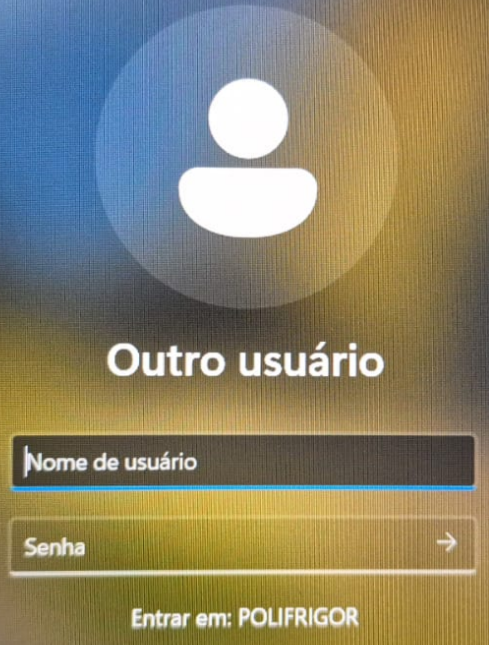 Outro usuário
Nome de usuário
Senha
Entrar em: POLIFRIGOR